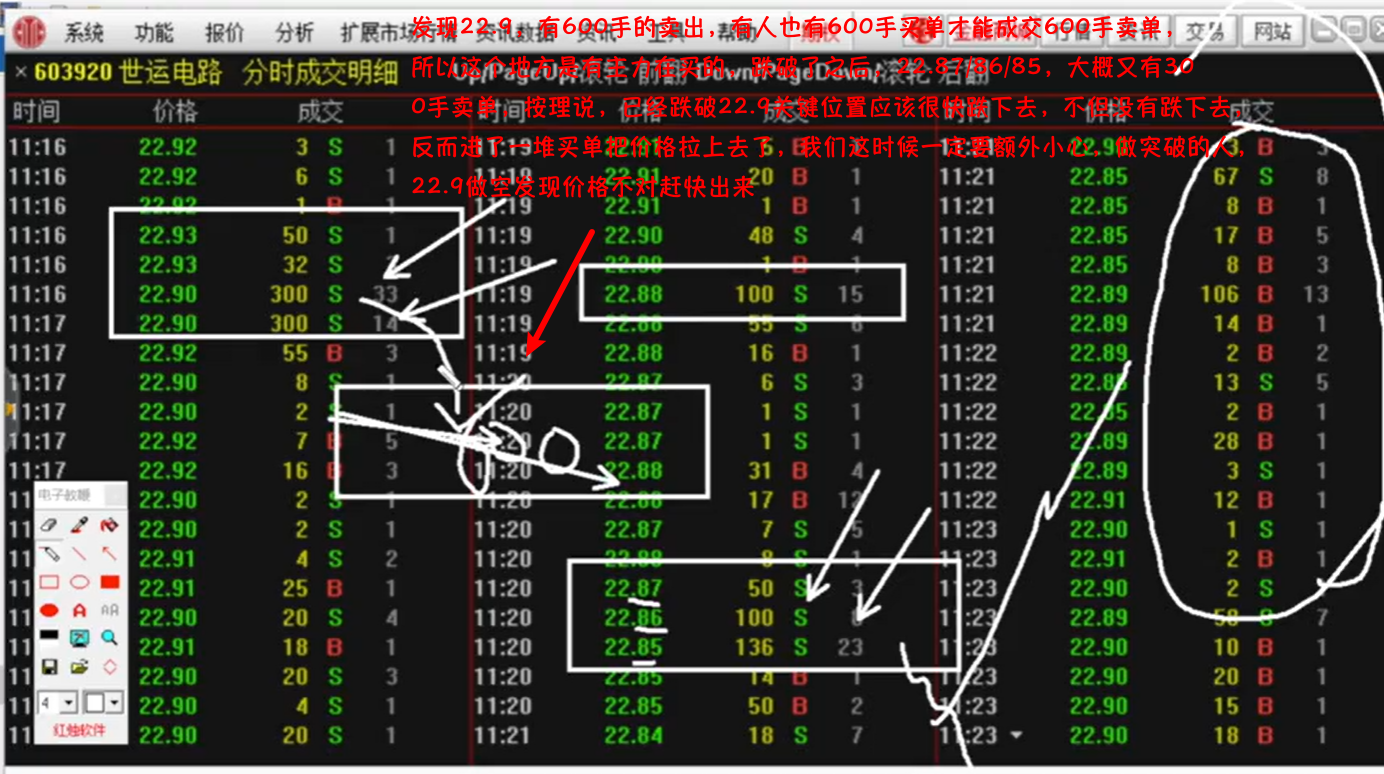 系统 功能 报价 分析 扩展市场行情 资讯数据 资讯 工具 帮助 交易 网站
发现22.9,有600手的卖出,有人也有600手买单才能成交600手卖单,
所以这个地方是有主力在买的,跌破了之后,22.87/86/85,大概又有30
0手卖单,按理说,已经跌破22.9关键位置应该很快跌下去,不但没有跌下去,
反而进了一堆买单把价格拉上去了,我们这时候一定要额外小心,做突破的人,
22.9做空发现价格不对赶快出来
×603920 世运电路 分时成交明细
时间 价格 成交 时间 价格 成交 时间 价格 成交
11:16 22.92 3 S 1 11:19 22.91 B 1 11:21 22.90 3 B 3
11:16 22.92 6 S 1 11:19 22.91 20 B 1 11:21 22.85 67 S 8
11:16 22.92 1 B 11:19 22.91 1 B 1 11:21 22.85 8 B 1
11:16 22.93 50 S 1 11:19 22.90 48 S 4 11:21 22.85 17 B 5
11:16 22.93 32 S 11:19 22.90 1 B 1 11:21 22.85 8 B 3
11:16 22.90 300 S 33 11:19 22.88 100 S 15 11:21 22.89 106 B 13
11:17 22.90 300 S 14 11:19 22.88 55 S 6 11:21 22.89 14 B 1
11:17 22.92 55 B 3 11:19 22.88 16 B 1 11:22 22.89 2 B 2
11:17 22.90 8 S 1 11:20 22.87 6 S 3 11:22 22.85 13 S 5
11:17 22.90 2 S 1 11:20 22.87 1 S 1 11:22 22.85 2 B 1
11:17 22.92 7 B 5 11:20 22.87 1 S 1 11:22 22.89 28 B 1
11:17 22.92 16 B 3 11:20 22.88 31 B 4 11:22 22.89 3 S 1
电子教鞭
11 22.90 2 S 1 11:20 22.88 17 B 12 11:22 22.91 12 B 1
11 22.90 2 S 1 11:20 22.87 7 S 5 11:23 22.90 1 S 1
11 22.91 4 S 2 11:20 22.88 8 S 1 11:23 22.91 2 B 1
11 22.91 25 B 1 11:20 22.87 50 S 3 11:23 22.90 2 S 1
11 22.90 20 S 4 11:20 22.86 100 S 8 11:23 22.89 58 S 7
11 22.91 18 B 1 11:20 22.85 136 S 23 11:23 22.90 10 B 1
11 22.90 20 S 3 11:20 22.85 14 B 1 11:23 22.90 20 B 1
11 22.90 4 S 1 11:20 22.85 50 B 2 11:23 22.90 15 B 1
11 22.90 20 S 1 11:21 22.84 18 S 7 11:23 22.90 18 B 1
4
红烛软件